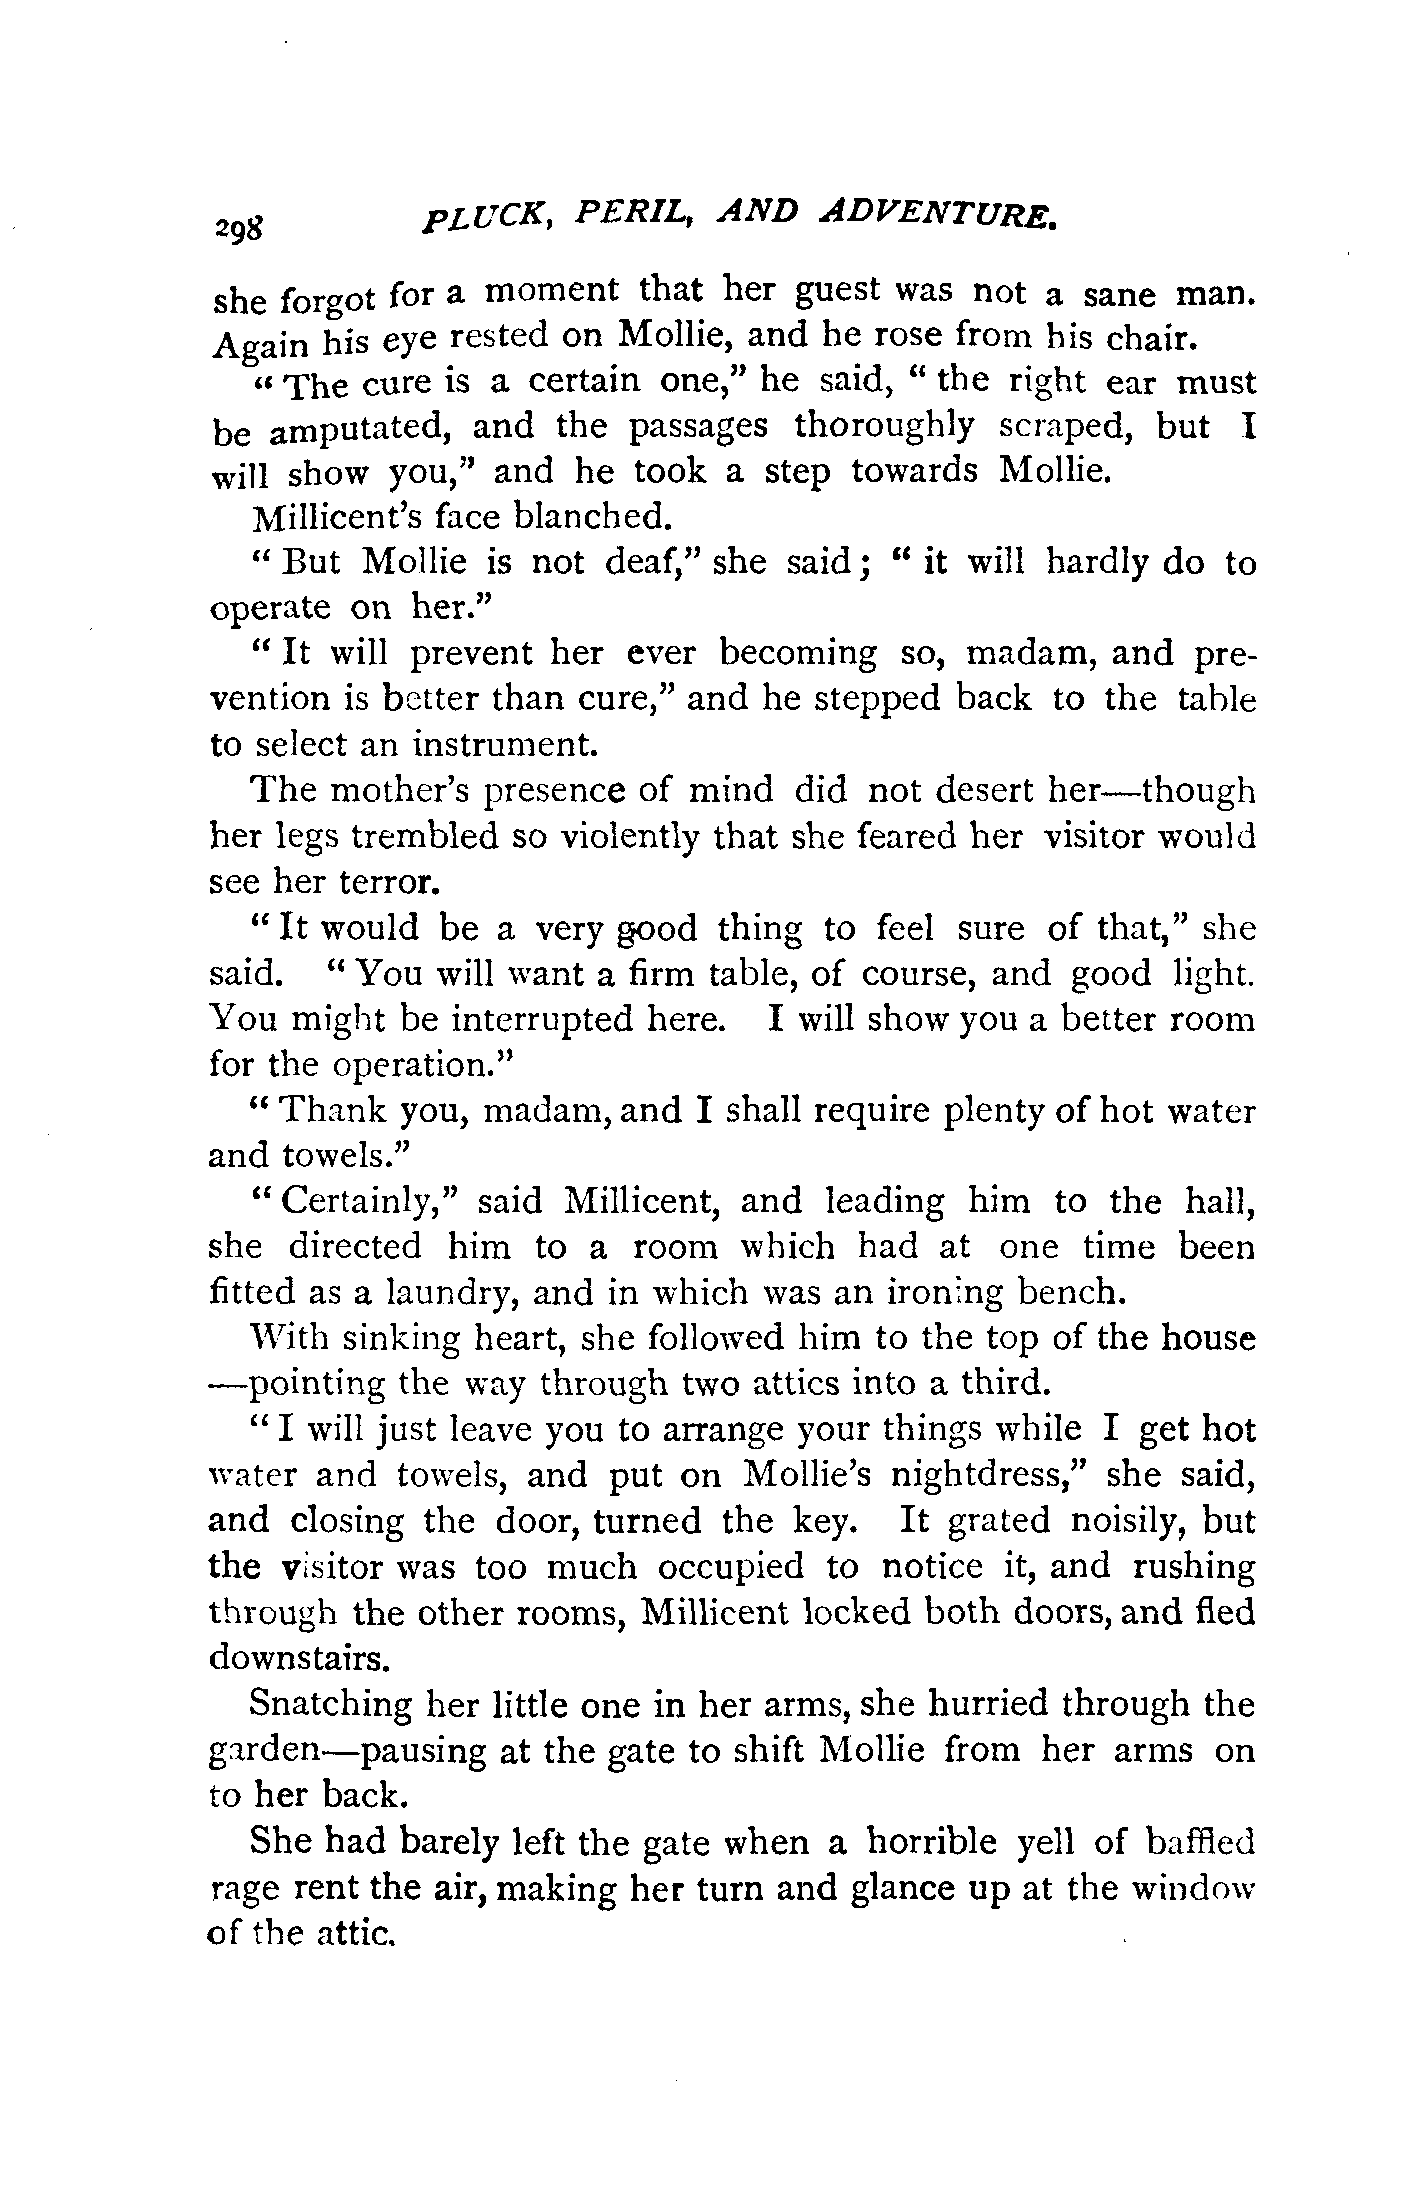 298 PLUCK, PERIL, AND ADVENTURE.
she forgot for a moment that her guest was not a sane man.
Again his eye rested on Mollie, and he rose from his chair.
“ The cure is a certain one,” he said, “ the right ear must
be amputated, and the passages thoroughly scraped, but I
will show you,” and he took a step towards Mollie.
Millicent’s face blanched.
“ But Mollie is not deaf,” she said ; “ it will hardly do to
operate on her.”
“ It will prevent her ever becoming so, madam, and pre-
vention is better than cure,” and he stepped back to the table
to select an instrument.
The mother’s presence of mind did not desert her—though
her legs trembled so violently that she feared her visitor would
see her terror.
“ It would be a very good thing to feel sure of that,” she
said. “ You will want a firm table, of course, and good light.
You might be interrupted here. I will show you a better room
for the operation.”
“ Thank you, madam, and I shall require plenty of hot water
and towels.”
“ Certainly,” said Millicent, and leading him to the hall,
she directed him to a room which had at one time been
fitted as a laundry, and in which was an ironing bench.
With sinking heart, she followed him to the top of the house
—pointing the way through two attics into a third.
“ I will just leave you to arrange your things while I get hot
water and towels, and put on Mollie’s nightdress,” she said,
and closing the door, turned the key. It grated noisily, but
the visitor was too much occupied to notice it, and rushing
through the other rooms, Millicent locked both doors, and fled
downstairs.
Snatching her little one in her arms, she hurried through the
garden—pausing at the gate to shift Mollie from her arms on
to her back.
She had barely left the gate when a horrible yell of baffled
rage rent the air, making her turn and glance up at the window
of the attic.